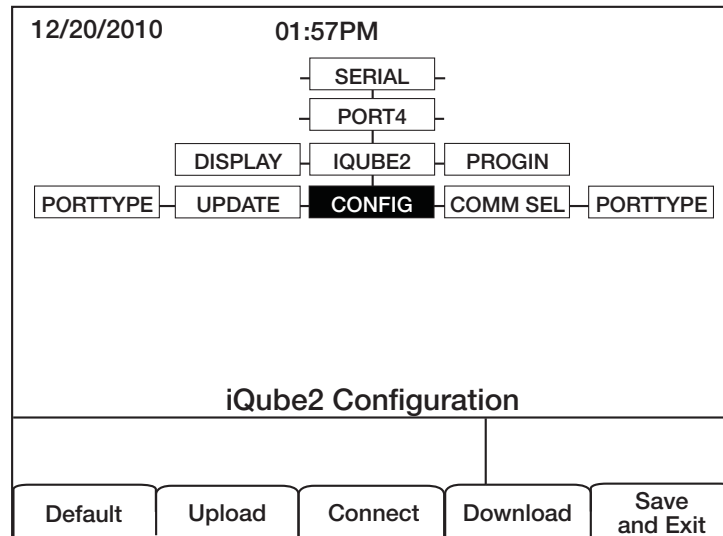 12/20/2010 01:57PM
SERIAL
PORT4
DISPLAY IQUBE2 PROGIN
PORTTYPE UPDATE CONFIG COMM SEL PORTTYPE
iQube2 Configuration
Default Upload Connect Download Save
and Exit